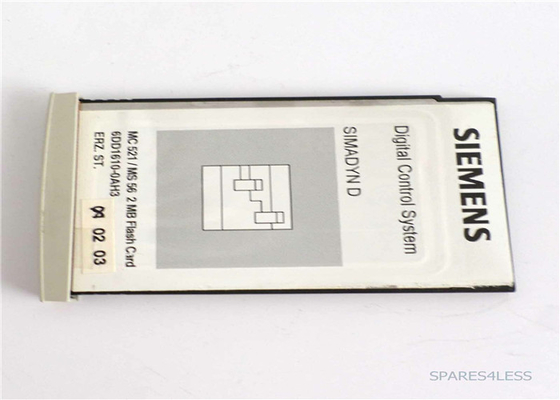 SIEMENS
Digital Control System
SIMADYN D
MC 521 / MS 56 2 MB Flash Card
6DD1610-0AH3
ERZ. ST.
02 03
SPARES4LESS